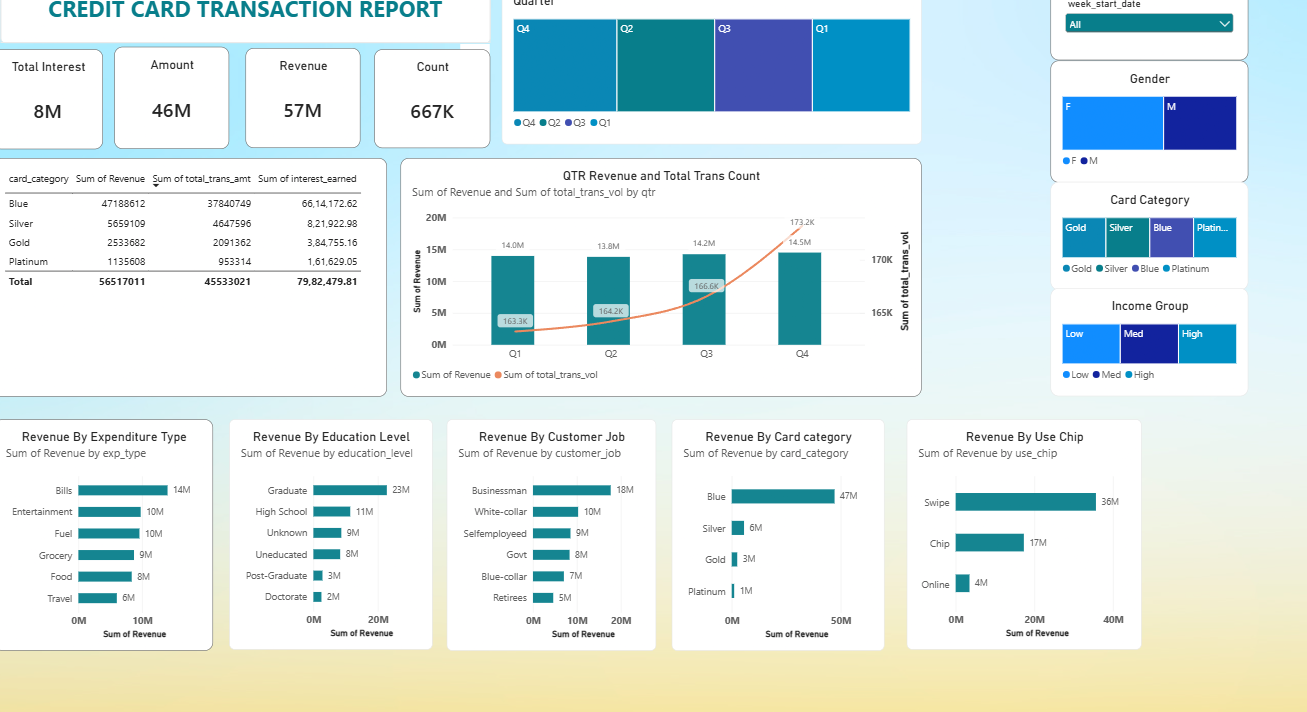 CREDIT CARD TRANSACTION REPORT
Total Interest
8M
Amount
46M
Revenue
57M
Count
667K
Quarter
Q4 Q2 Q3 Q1
Q4 Q2 Q3 Q1
week_start_date
All
Gender
F M
F M
Card Category
Gold Silver Blue Platin...
Gold Silver Blue Platinum
Income Group
Low Med High
Low Med High
card_category Sum of Revenue Sum of total_trans_amt Sum of interest_earned
Blue 47188612 37840749 66,14,172.62
Silver 5659109 4647596 8,21,922.98
Gold 2533682 2091362 3,84,755.16
Platinum 1135608 953314 1,61,629.05
Total 56517011 45533021 79,82,479.81
QTR Revenue and Total Trans Count
Sum of Revenue and Sum of total_trans_vol by qtr
Sum of Revenue
20M
15M
10M
5M
0M
14.0M 13.8M 14.2M 14.5M
163.3K 164.2K 166.6K 173.2K
170K
165K
Sum of total_trans_vol
Q1 Q2 Q3 Q4
Sum of Revenue Sum of total_trans_vol
Revenue By Expenditure Type
Sum of Revenue by exp_type
Bills 14M
Entertainment 10M
Fuel 10M
Grocery 9M
Food 8M
Travel 6M
0M 10M
Sum of Revenue
Revenue By Education Level
Sum of Revenue by education_level
Graduate 23M
High School 11M
Unknown 9M
Uneducated 8M
Post-Graduate 3M
Doctorate 2M
0M 20M
Sum of Revenue
Revenue By Customer Job
Sum of Revenue by customer_job
Businessman 18M
White-collar 10M
Selfemployeed 9M
Govt 8M
Blue-collar 7M
Retirees 5M
0M 10M 20M
Sum of Revenue
Revenue By Card category
Sum of Revenue by card_category
Blue 47M
Silver 6M
Gold 3M
Platinum 1M
0M 50M
Sum of Revenue
Revenue By Use Chip
Sum of Revenue by use_chip
Swipe 36M
Chip 17M
Online 4M
0M 20M 40M
Sum of Revenue